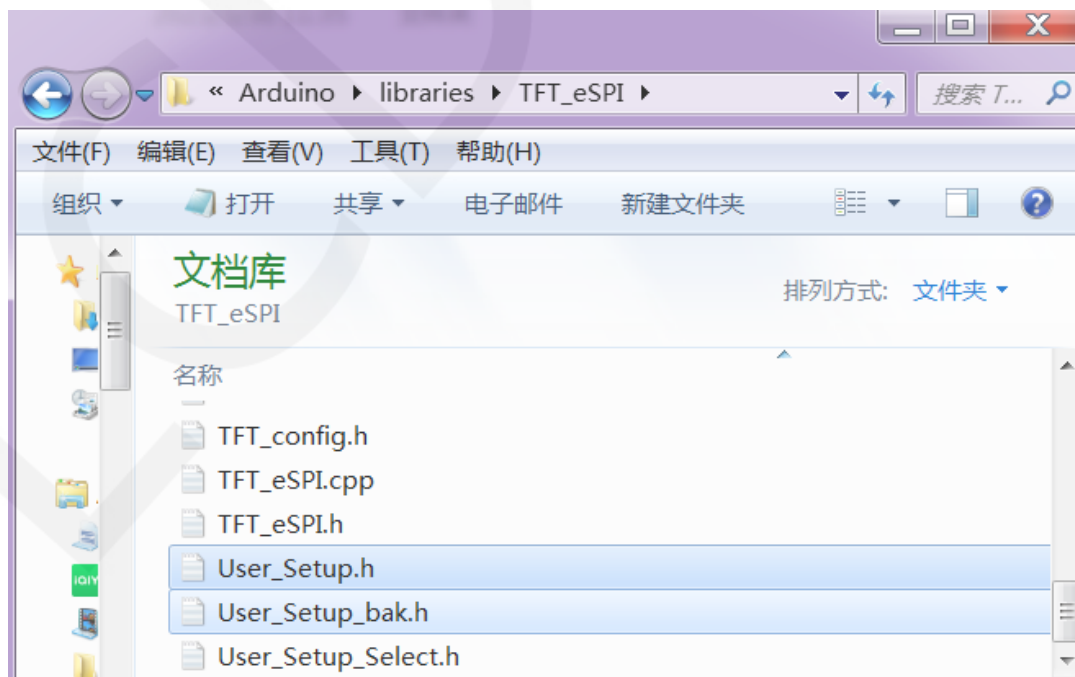 « Arduino ▸ libraries ▸ TFT_eSPI ▸ 搜索 T...
文件(F) 编辑(E) 查看(V) 工具(T) 帮助(H)
组织 打开 共享 电子邮件 新建文件夹
文档库
排列方式: 文件夹
TFT_eSPI
名称
TFT_config.h
TFT_eSPI.cpp
TFT_eSPI.h
User_Setup.h
User_Setup_bak.h
User_Setup_Select.h